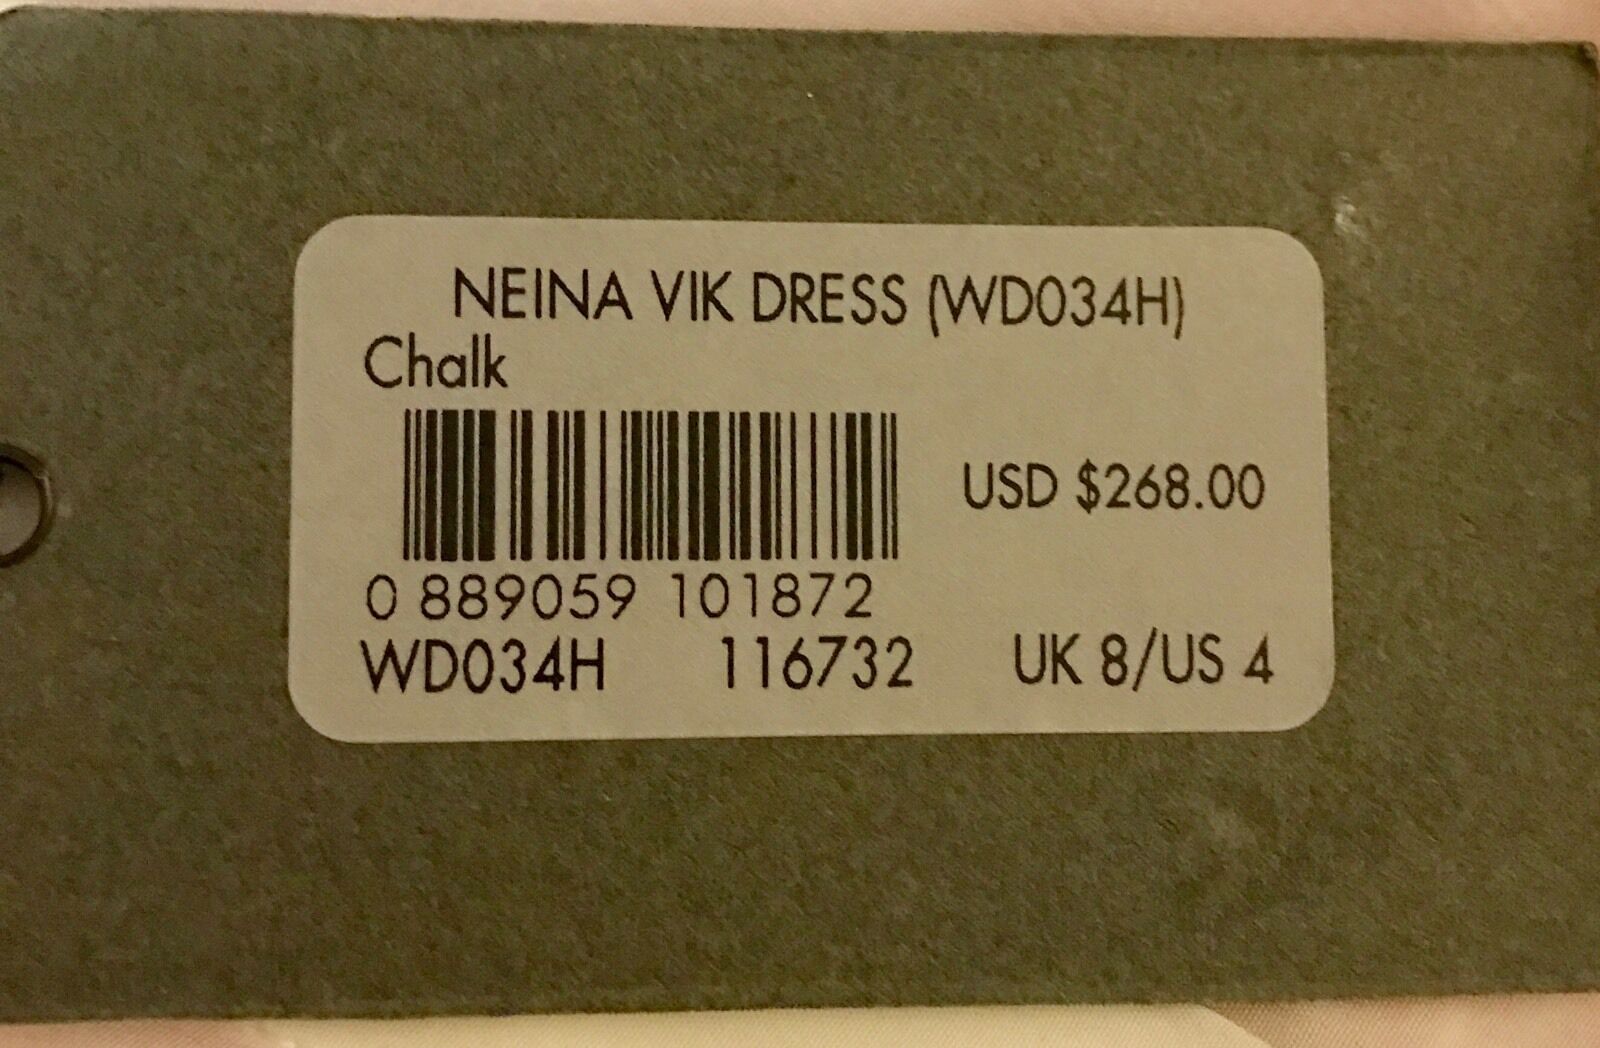 NEINA VIK DRESS (WD034H)
Chalk
USD $268.00
0 889059 101872
WD034H 116732 UK 8/US 4